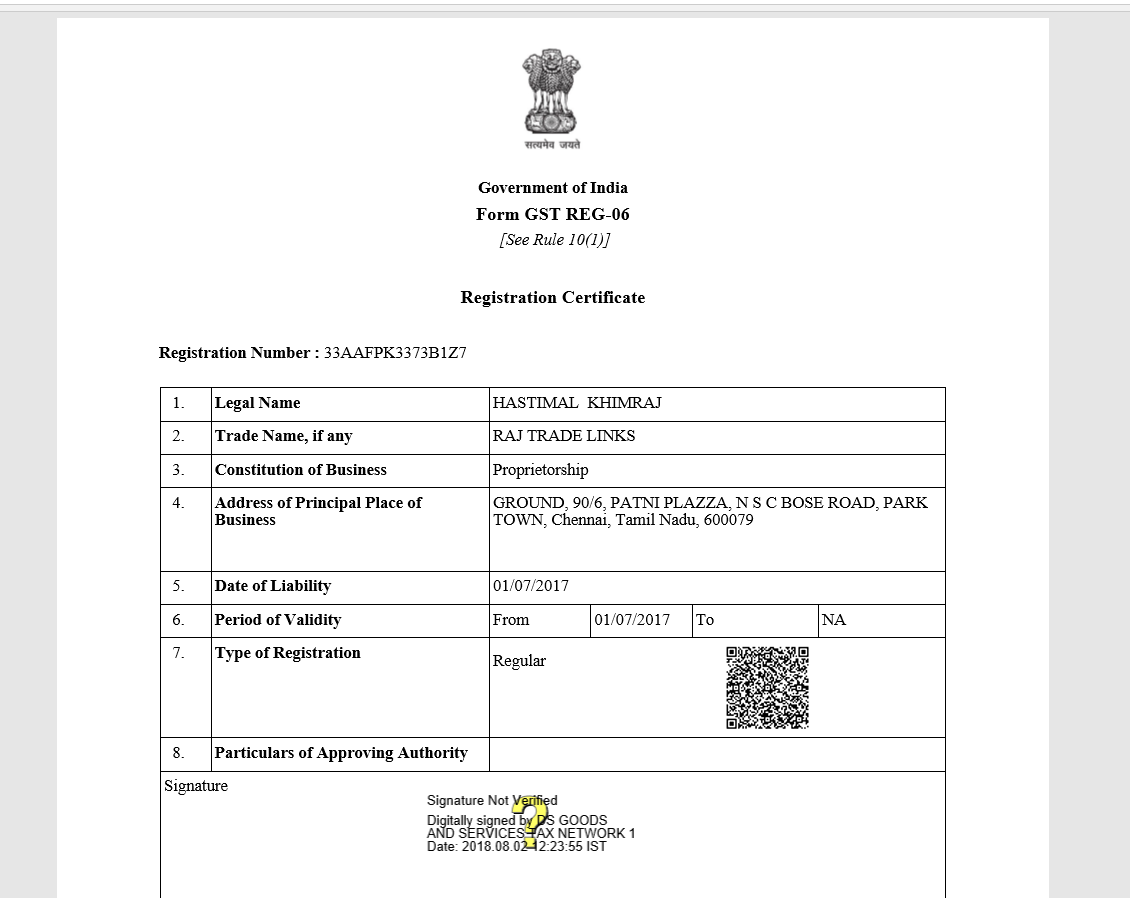 सत्यमेव जयते
Government of India
Form GST REG-06
[See Rule 10(1)]
Registration Certificate
Registration Number : 33AAFPK3373B1Z7
1. Legal Name HASTIMAL KHIMRAJ
2. Trade Name, if any RAJ TRADE LINKS
3. Constitution of Business Proprietorship
4. Address of Principal Place of GROUND, 90/6, PATNI PLAZZA, N S C BOSE ROAD, PARK
Business TOWN, Chennai, Tamil Nadu, 600079
5. Date of Liability 01/07/2017
6. Period of Validity From 01/07/2017 To NA
7. Type of Registration Regular
8. Particulars of Approving Authority
Signature
Signature Not Verified
Digitally signed by DS GOODS
AND SERVICES TAX NETWORK 1
Date: 2018.08.02 12:23:55 IST